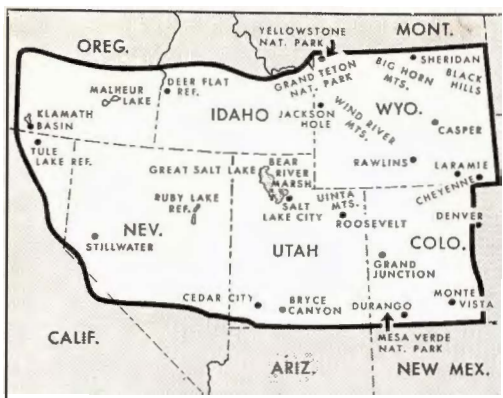 YELLOWSTONE
NAT. PARK
MONT.
OREG.
SHERIDAN
GRAND TETON
NAT. PARK
BIG HORN
MTS.
BLACK
HILLS
DEER FLAT
REF.
MALHEUR
LAKE
IDAHO
JACKSON
HOLE
WIND RIVER
MTS.
WYO.
KLAMATH
BASIN
CASPER
TULE
LAKE REF.
RAWLINS
LARAMIE
CHEYENNE
GREAT SALT LAKE
BEAR
RIVER
MARSH
UINTA
MTS.
RUBY LAKE
REF.
SALT
LAKE CITY
ROOSEVELT
DENVER
NEV.
STILLWATER
UTAH
COLO.
GRAND
JUNCTION
CEDAR CITY
BRYCE
CANYON
DURANGO
MONTE
VISTA
CALIF.
ARIZ.
MESA VERDE
NAT. PARK
NEW MEX.